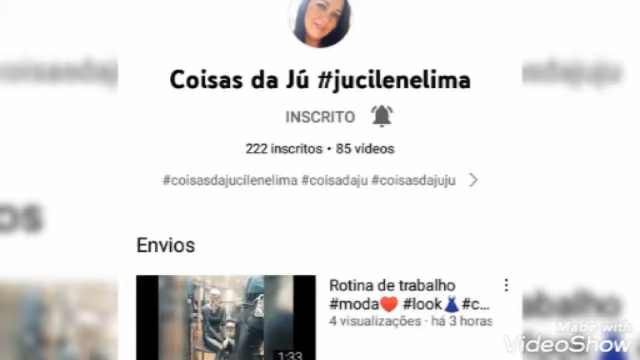 Coisas da Jú #jucilenelima
INSCRITO
222 inscritos • 85 vídeos
#coisasdajucilenelima #coisadaju #coisasdajuju
Envios
Rotina de trabalho
#moda❤️ #look👗 #c...
4 visualizações · há 3 horas
1:33
Made with
VideoShow